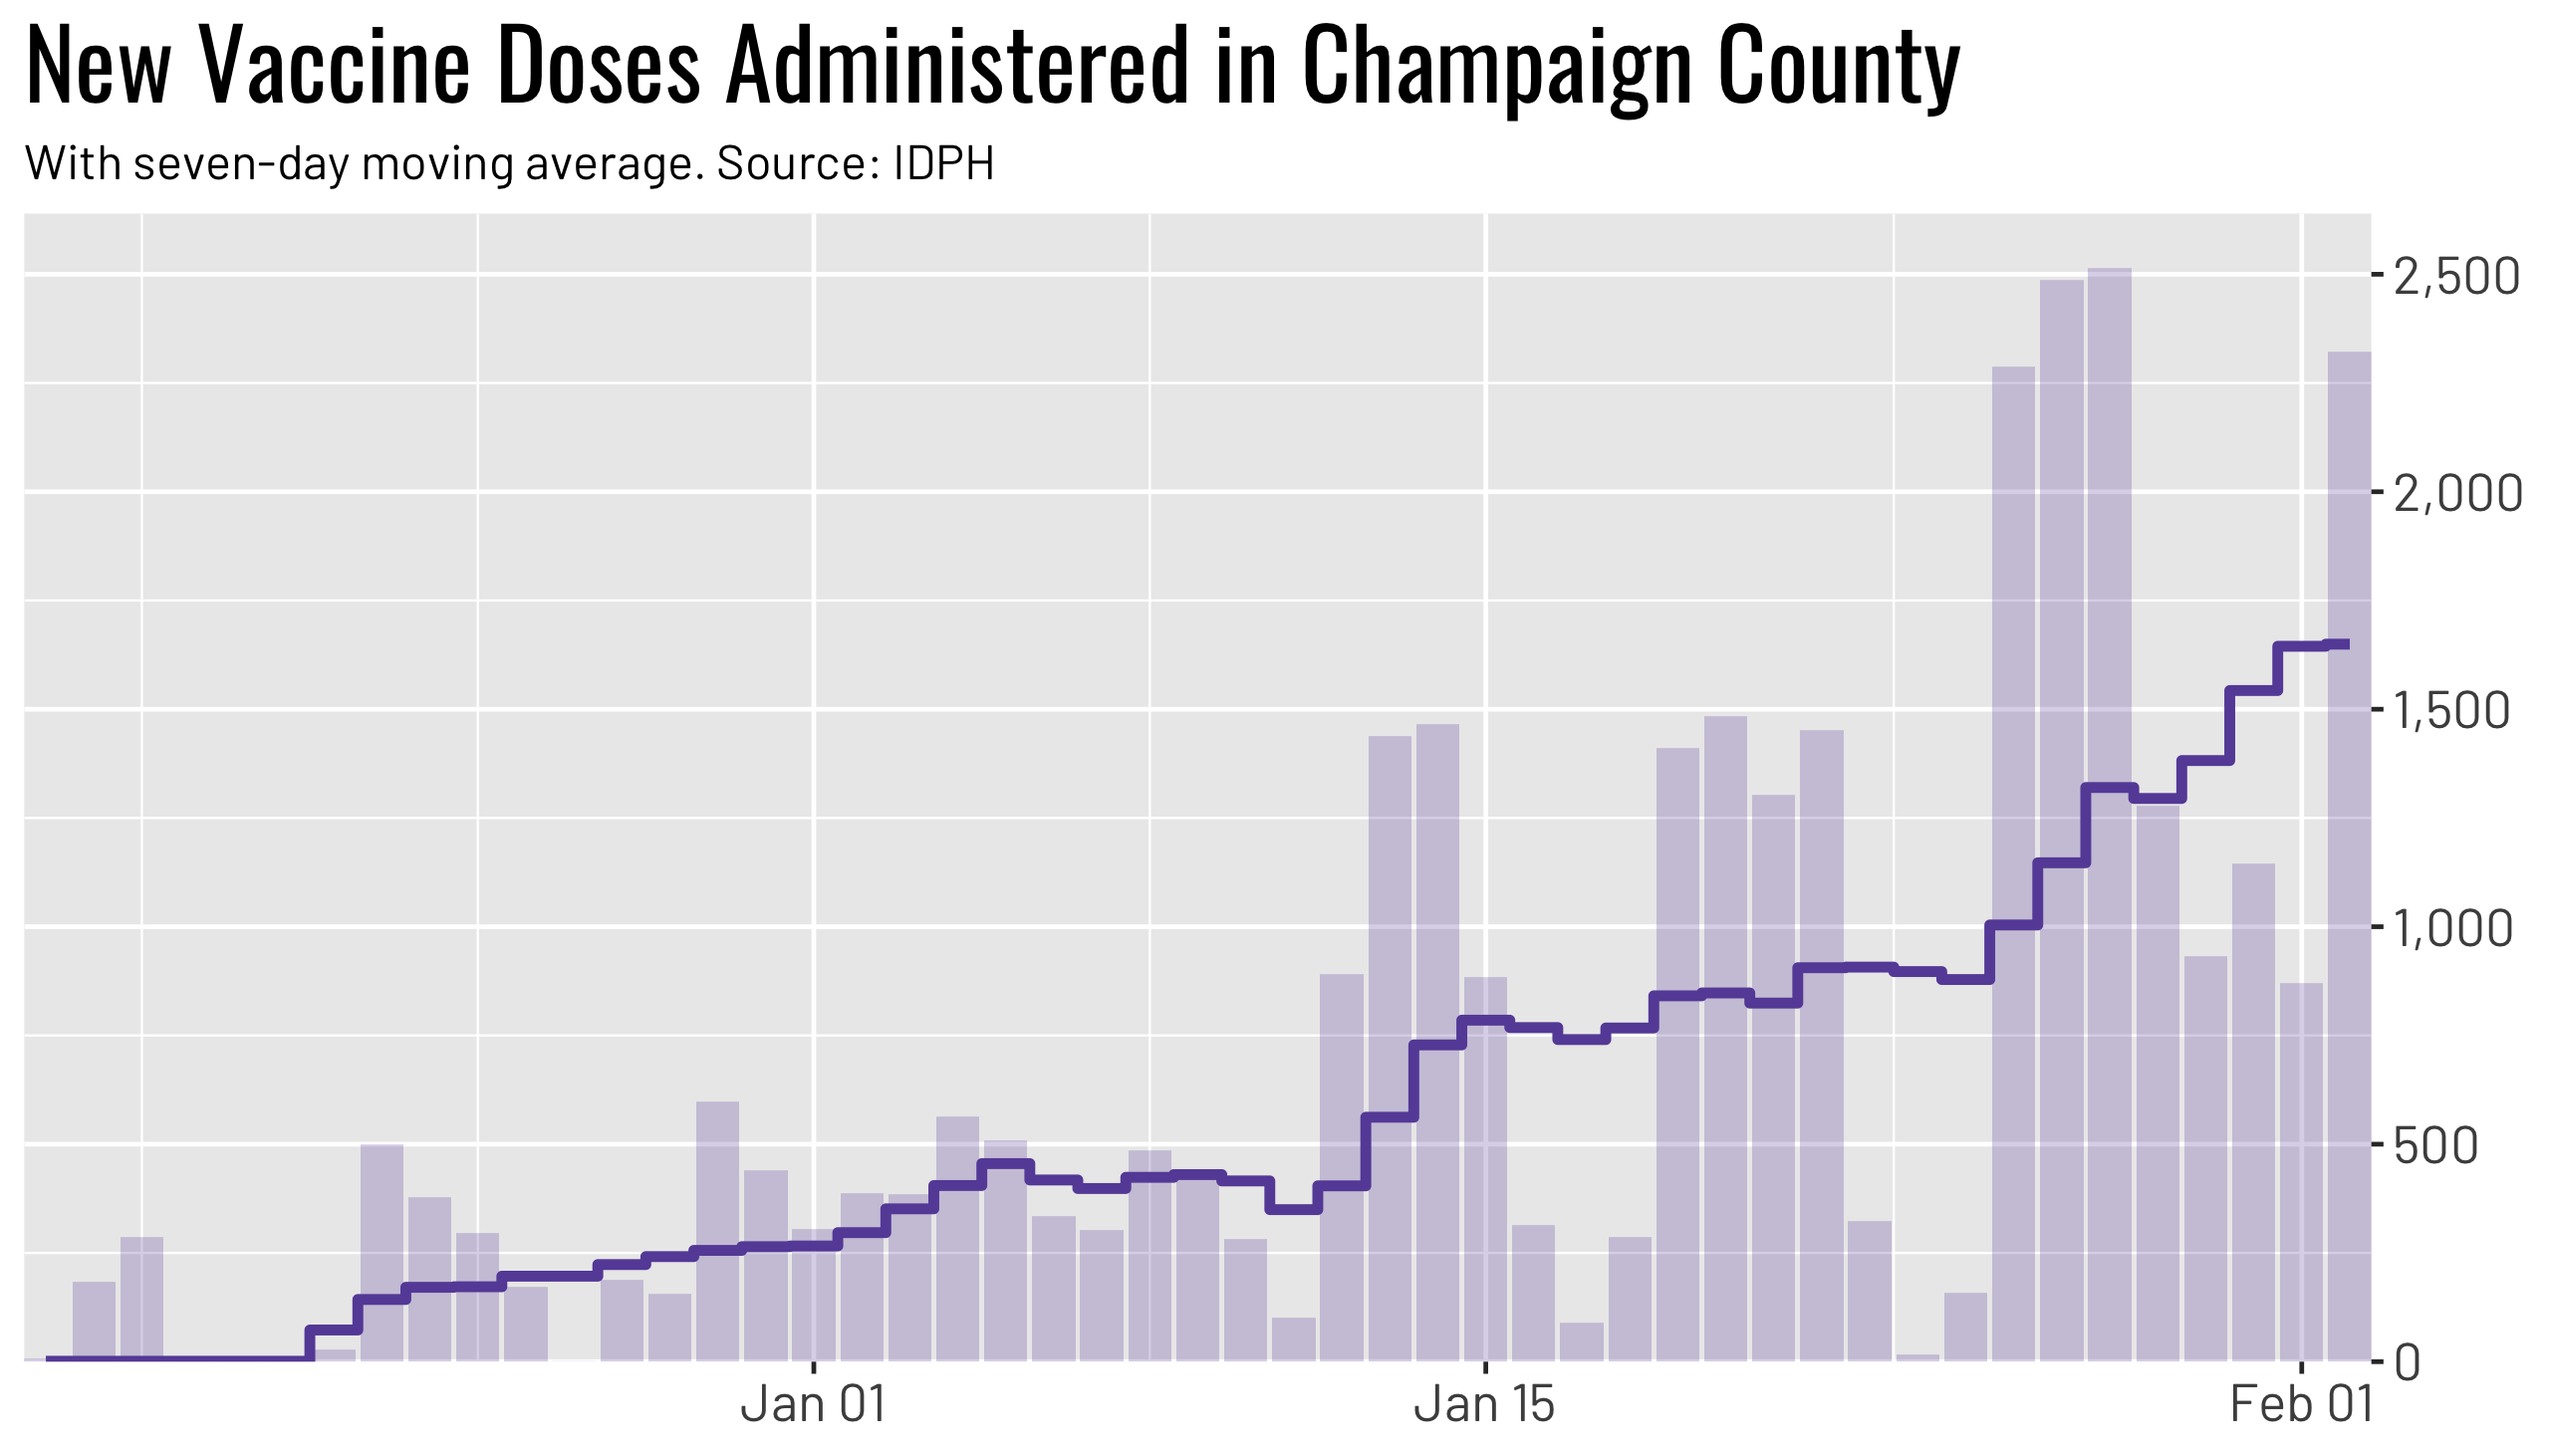 New Vaccine Doses Administered in Champaign County
With seven-day moving average. Source: IDPH
2,500
2,000
1,500
1,000
500
0
Jan 01 Jan 15 Feb 01